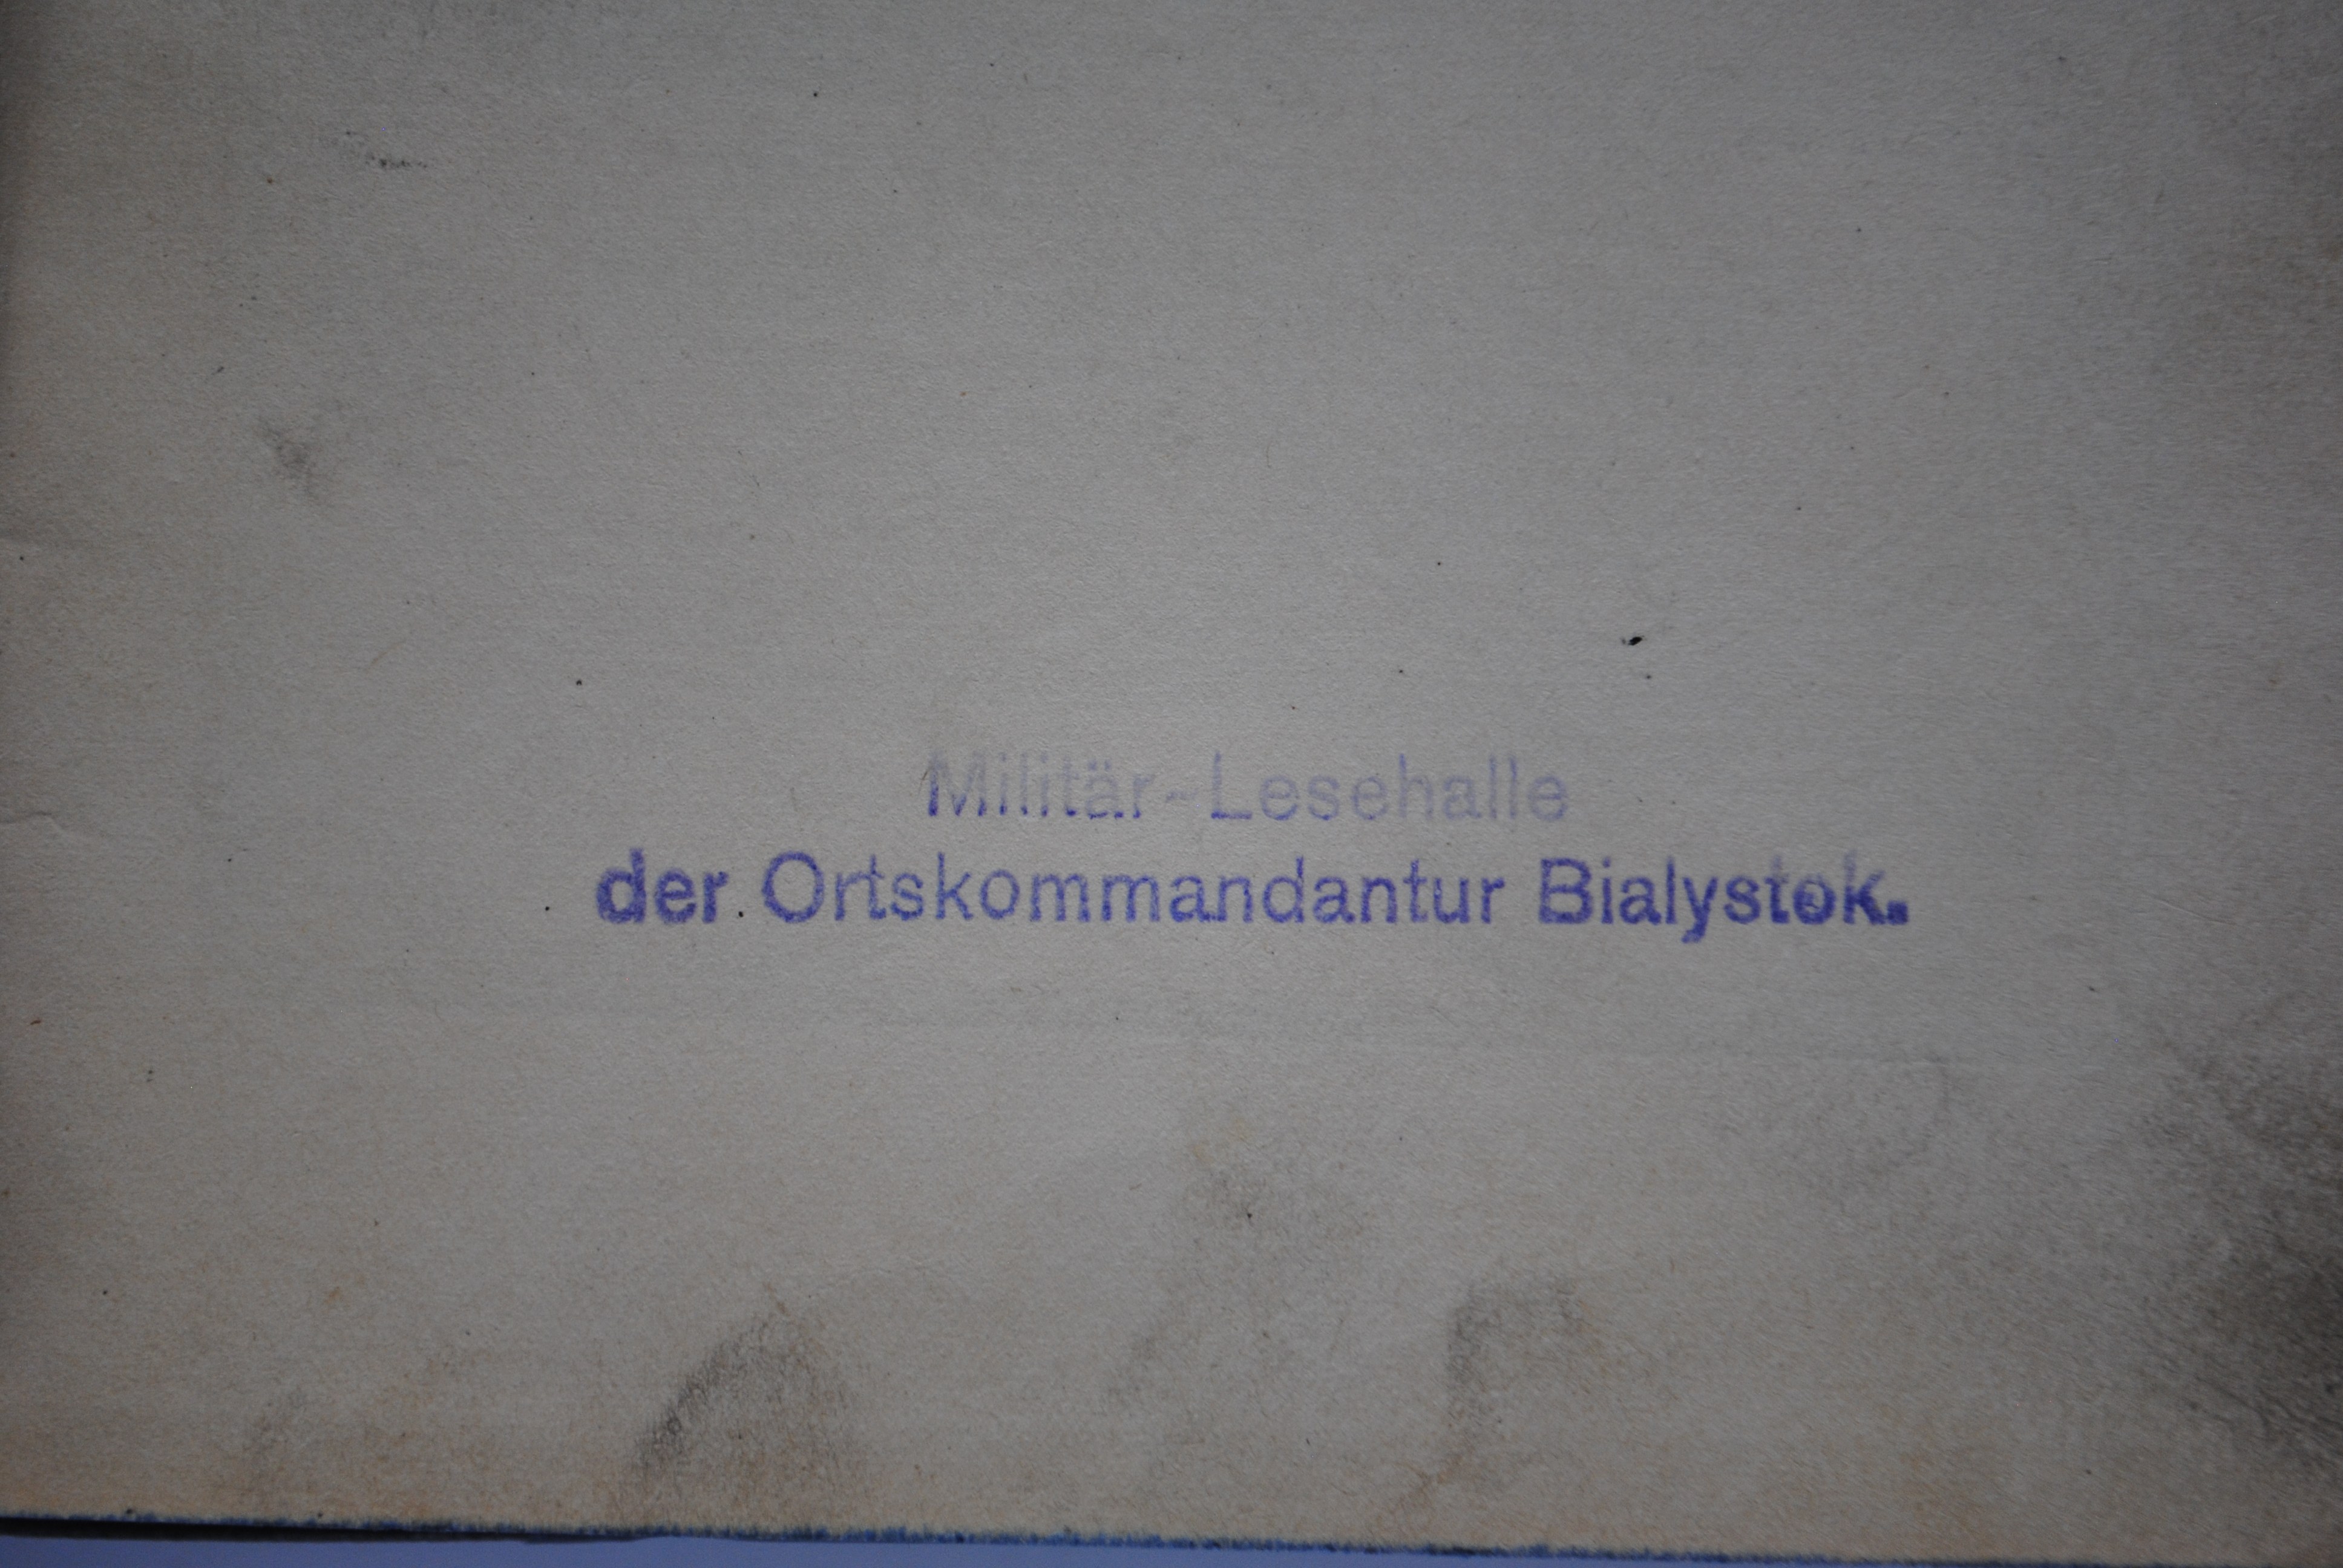 Militär-Lesehalle
der Ortskommandantur Bialystok.